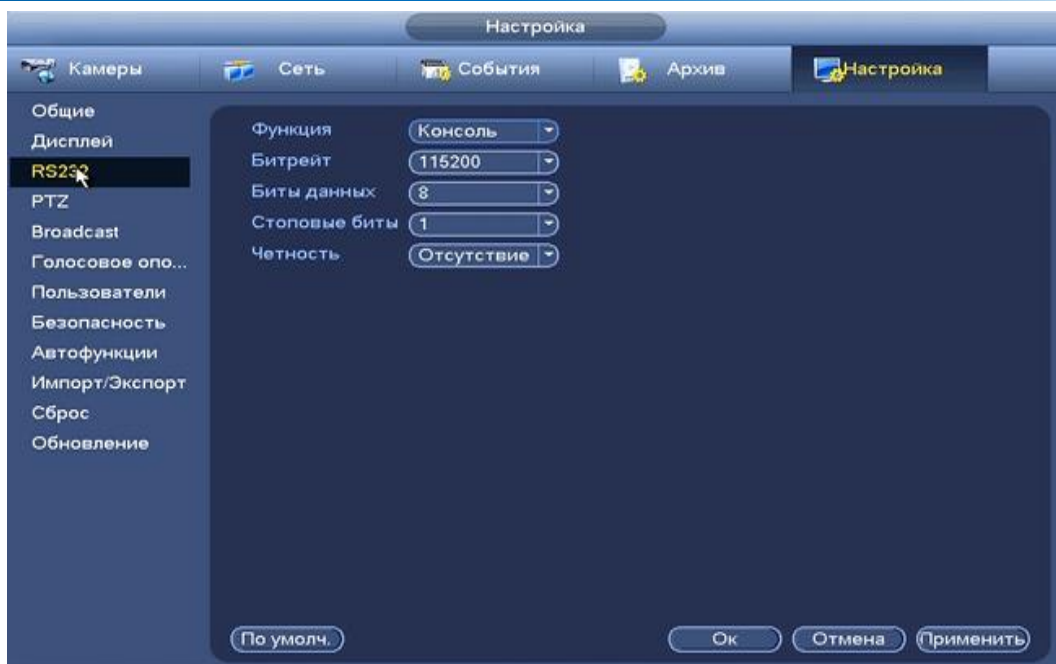 Настройка
Камеры Сеть События Архив Настройка
Общие
Дисплей
RS232
PTZ
Broadcast
Голосовое опо...
Пользователи
Безопасность
Автофункции
Импорт/Экспорт
Сброс
Обновление
Функция Консоль
Битрейт 115200
Биты данных 8
Стоповые биты 1
Четность Отсутствие
По умолч. Ок Отмена Применить